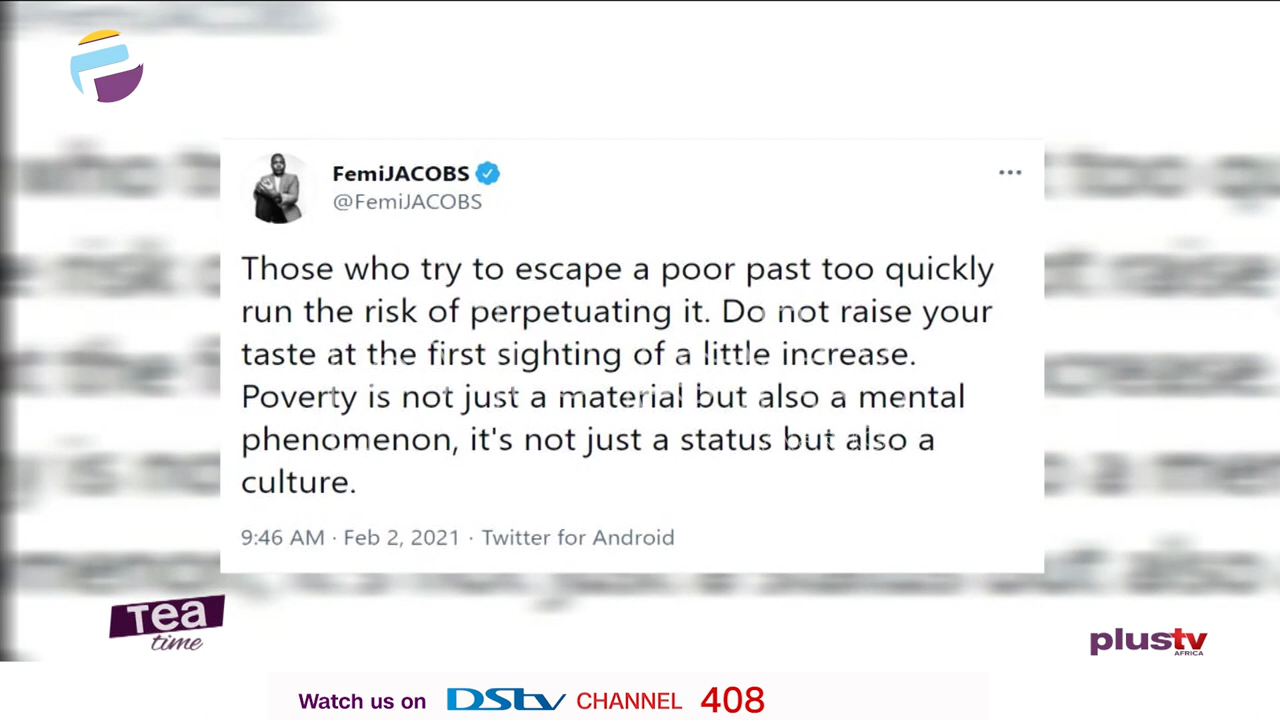 FemiJACOBS
@FemiJACOBS
Those who try to escape a poor past too quickly
run the risk of perpetuating it. Do not raise your
taste at the first sighting of a little increase.
Poverty is not just a material but also a mental
phenomenon, it's not just a status but also a
culture.
9:46 AM · Feb 2, 2021 · Twitter for Android
Tea
time
plustv
AFRICA
Watch us on DStv CHANNEL 408